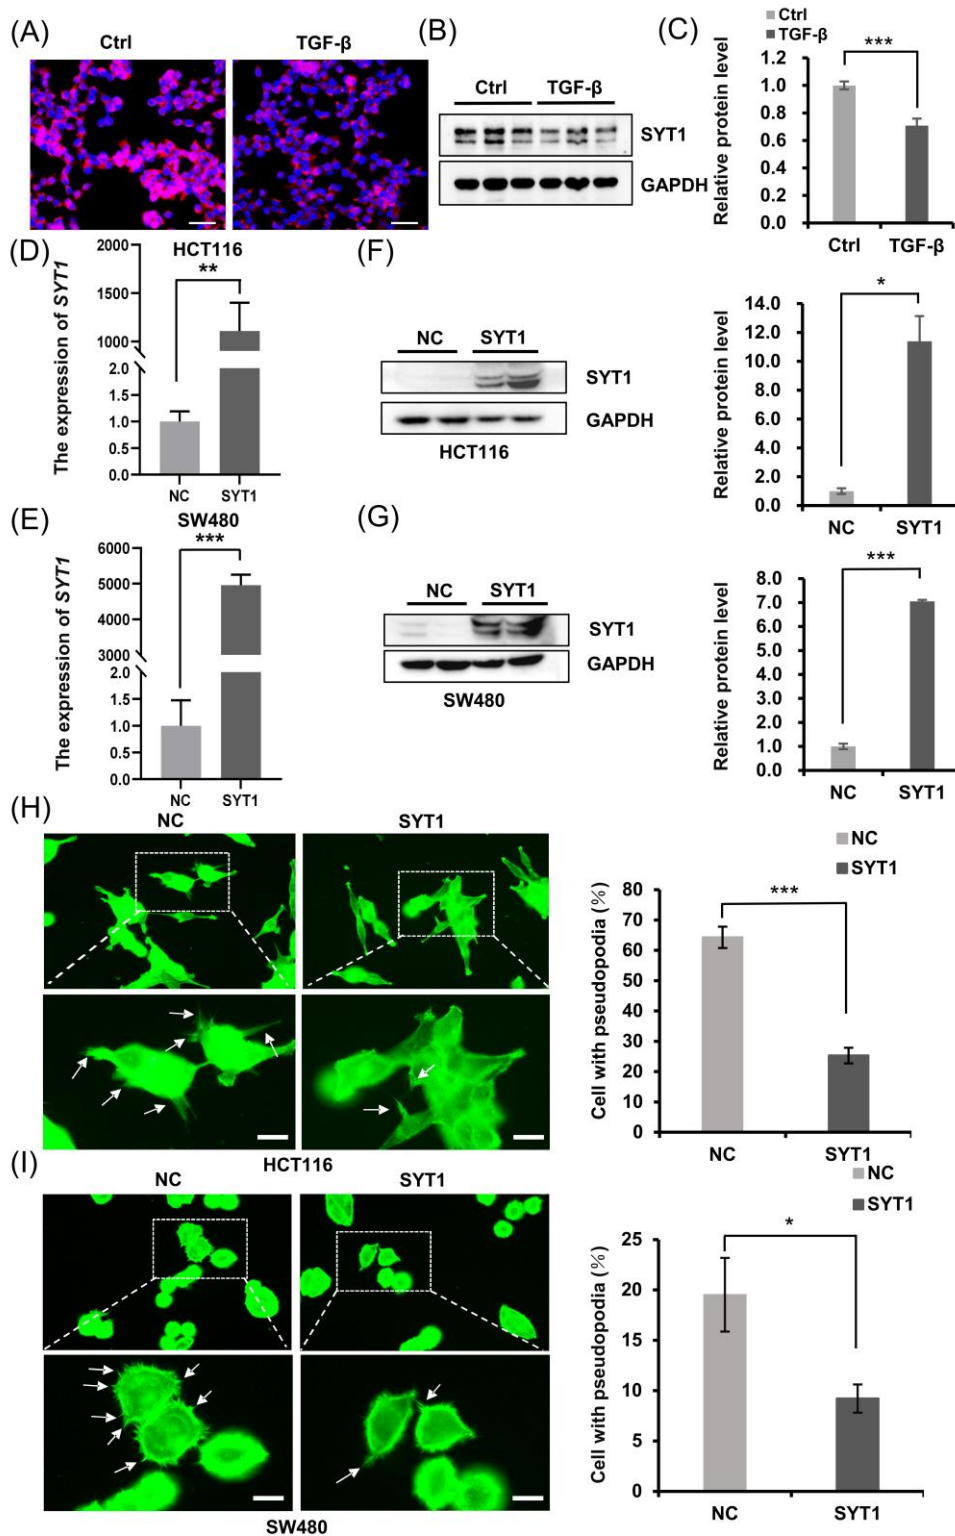 (A)
Ctrl
TGF-β
(B)
Ctrl
TGF-β
SYT1
GAPDH
(C)
Ctrl
TGF-β
***
Relative protein level
1.2
1.0
0.8
0.6
0.4
0.2
0.0
Ctrl
TGF-β
(D)
HCT116
**
The expression of SYT1
2000
1000
2.0
1.5
1.0
0.5
0.0
NC
SYT1
(F)
NC
SYT1
SYT1
GAPDH
HCT116
*
Relative protein level
14.0
12.0
10.0
8.0
6.0
4.0
2.0
0.0
NC
SYT1
(E)
SW480
***
The expression of SYT1
6000
5000
4000
3000
2.0
1.5
1.0
0.5
0.0
NC
SYT1
(G)
NC
SYT1
SYT1
GAPDH
SW480
***
Relative protein level
8.0
7.0
6.0
5.0
4.0
3.0
2.0
1.0
0.0
NC
SYT1
(H)
NC
SYT1
HCT116
NC
SYT1
***
Cell with pseudopodia (%)
80
70
60
50
40
30
20
10
0
NC
SYT1
(I)
NC
SYT1
SW480
NC
SYT1
*
Cell with pseudopodia (%)
25
20
15
10
5
0
NC
SYT1